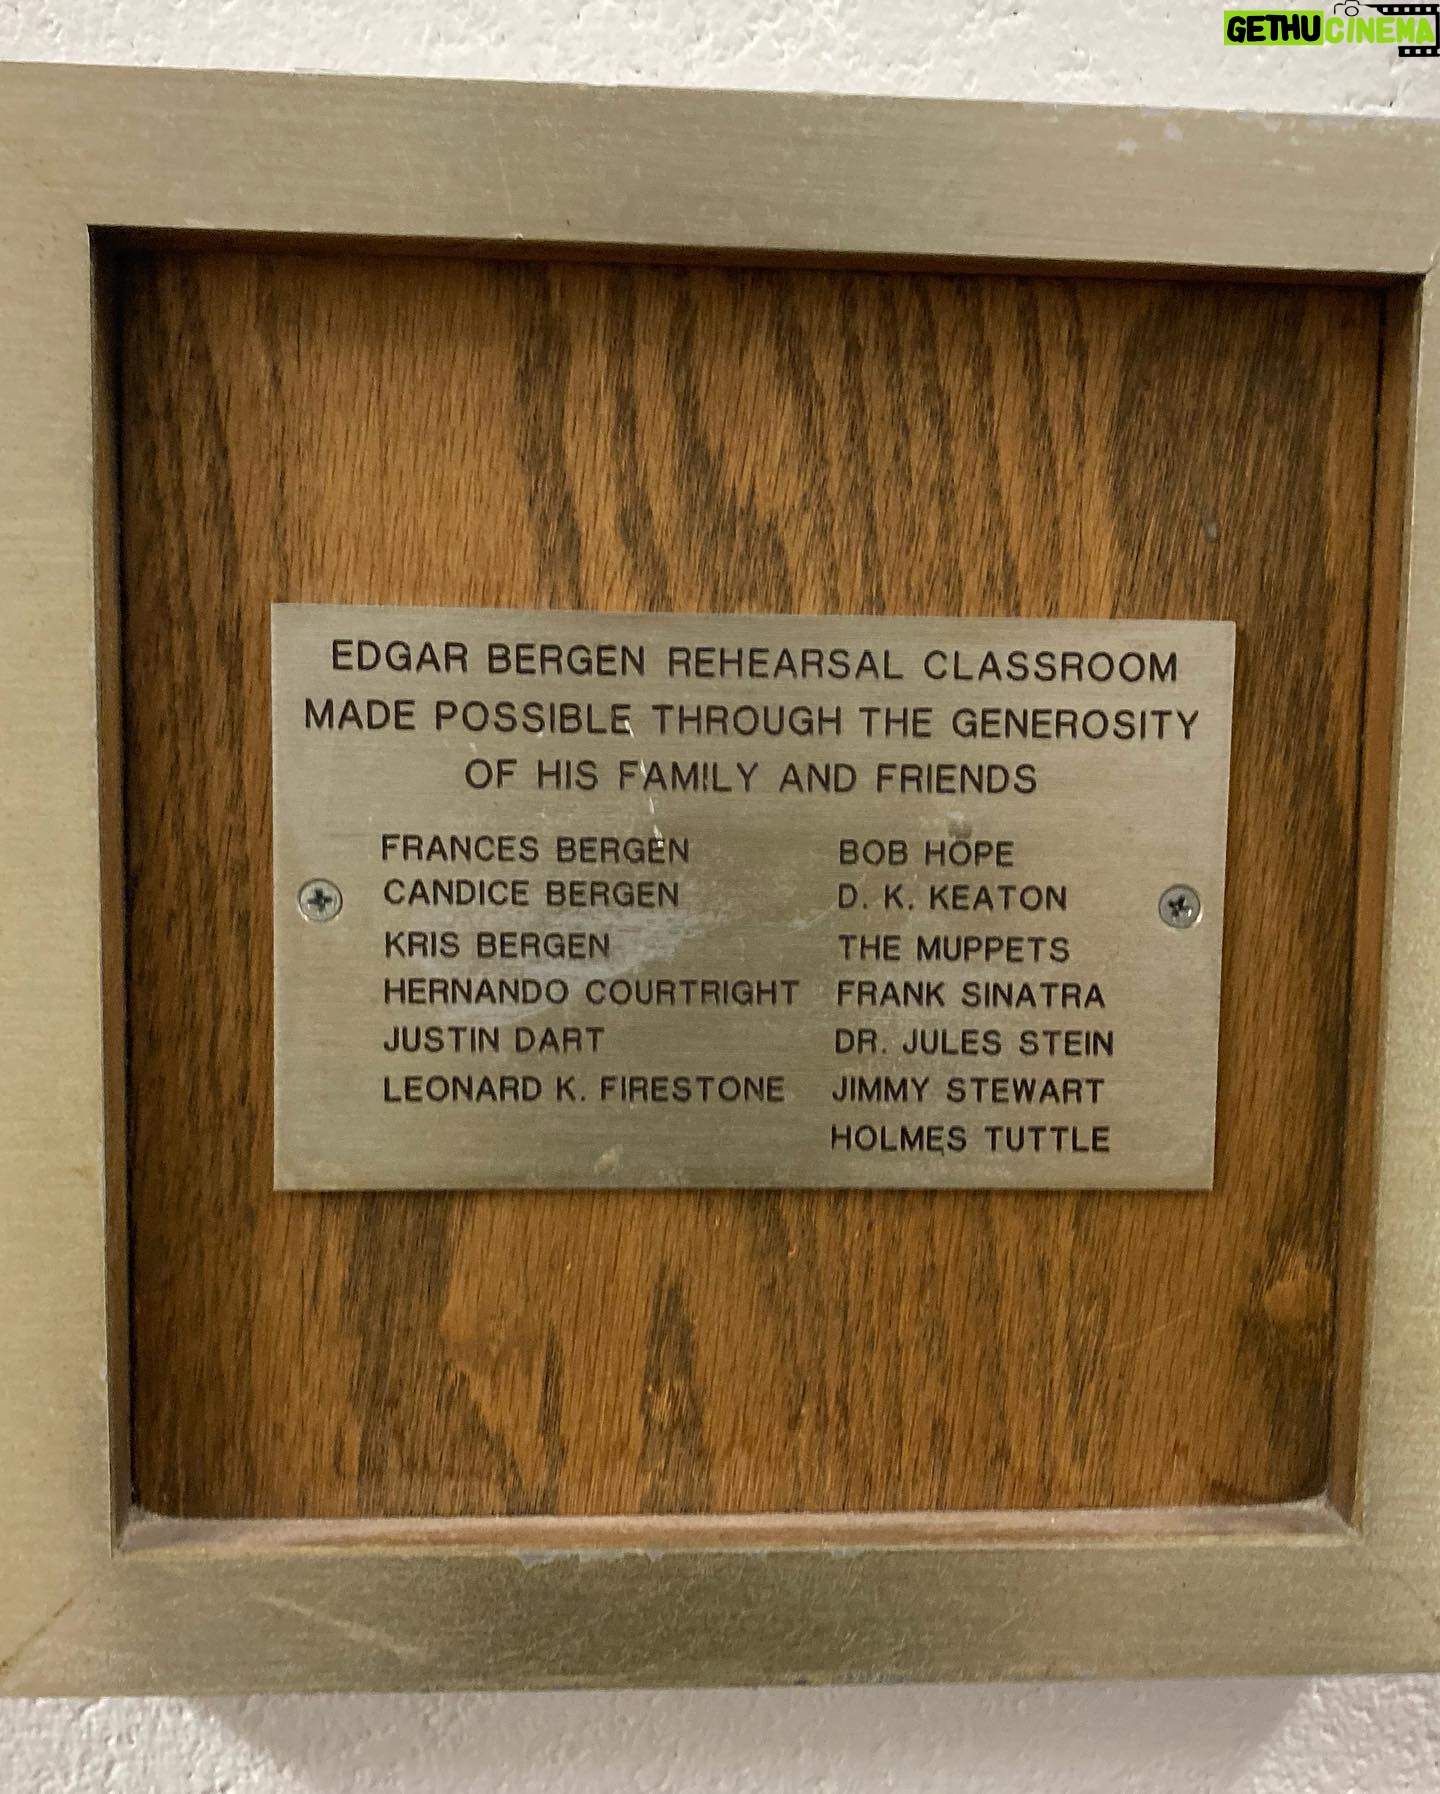 GETHUCINEMA
EDGAR BERGEN REHEARSAL CLASSROOM
MADE POSSIBLE THROUGH THE GENEROSITY
OF HIS FAMILY AND FRIENDS
FRANCES BERGEN
CANDICE BERGEN
KRIS BERGEN
HERNANDO COURTRIGHT
JUSTIN DART
LEONARD K. FIRESTONE
BOB HOPE
D. K. KEATON
THE MUPPETS
FRANK SINATRA
DR. JULES STEIN
JIMMY STEWART
HOLMES TUTTLE